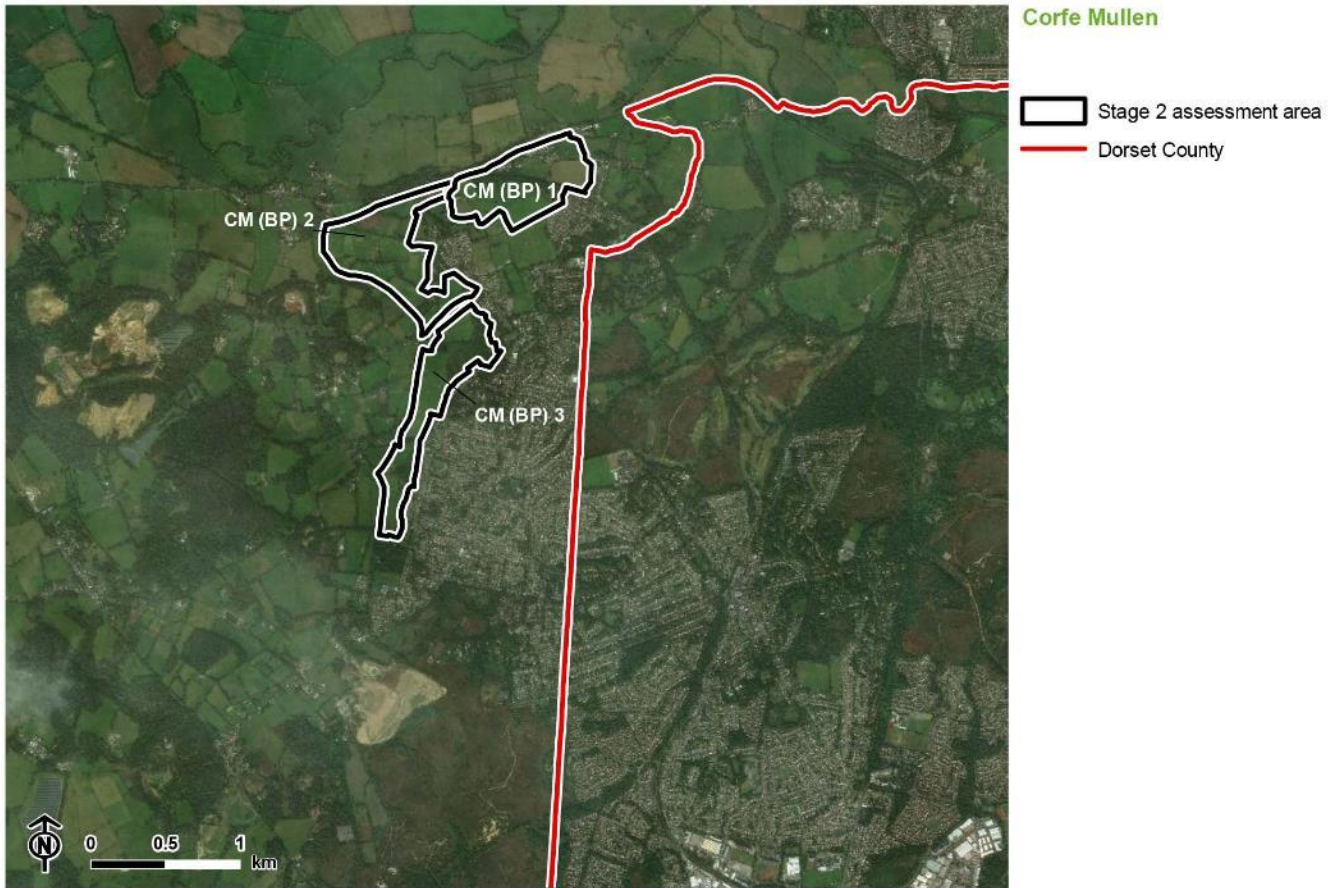 Corfe Mullen
Stage 2 assessment area
Dorset County
CM (BP) 1
CM (BP) 2
CM (BP) 3
N
0 0.5 1
km